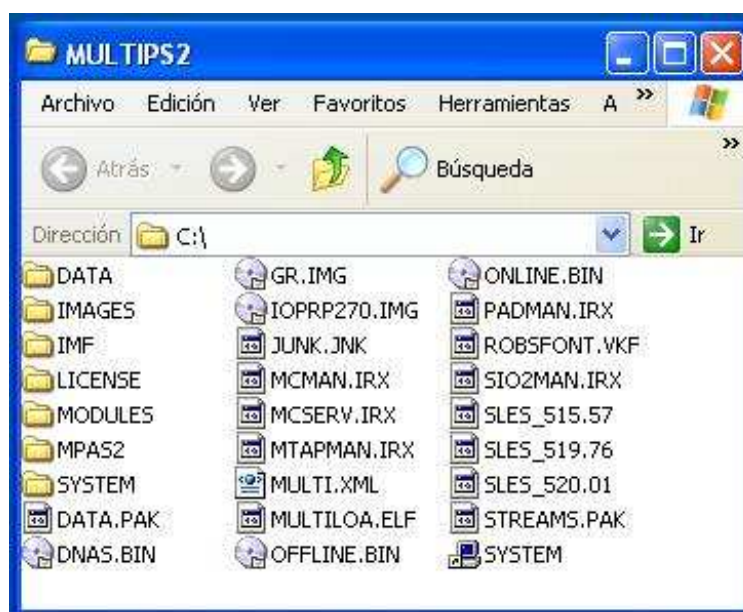 MULTIPS2
Archivo Edición Ver Favoritos Herramientas A »
Atrás Búsqueda »
Dirección C:\ Ir
DATA GR.IMG ONLINE.BIN
IMAGES IOPRP270.IMG PADMAN.IRX
IMF JUNK.JNK ROBSFONT.VKF
LICENSE MCMAN.IRX SIO2MAN.IRX
MODULES MCSERV.IRX SLES_515.57
MPAS2 MTAPMAN.IRX SLES_519.76
SYSTEM MULTI.XML SLES_520.01
DATA.PAK MULTILOA.ELF STREAMS.PAK
DNAS.BIN OFFLINE.BIN SYSTEM